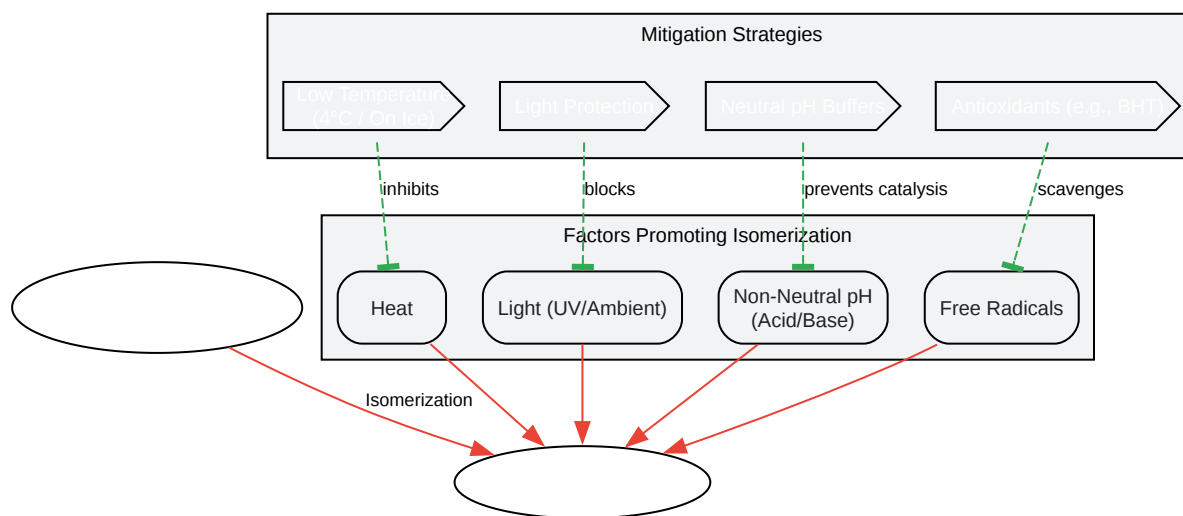 Mitigation Strategies
Low Temperature
(4°C / On Ice)
Light Protection
Neutral pH Buffers
Antioxidants (e.g., BHT)
inhibits
blocks
prevents catalysis
scavenges
Factors Promoting Isomerization
Heat
Light (UV/Ambient)
Non-Neutral pH
(Acid/Base)
Free Radicals
Isomerization